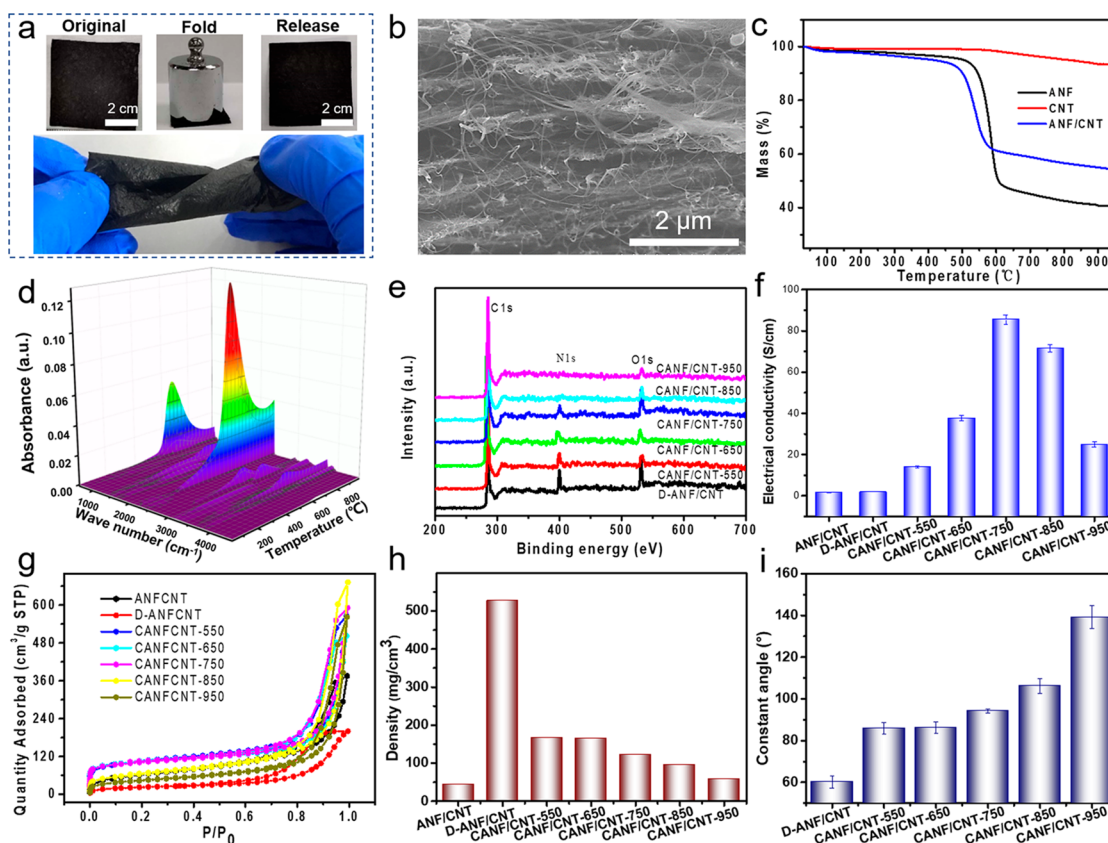 a
Original
Fold
Release
2 cm
2 cm
b
2 μm
c
Mass (%)
100
80
60
40
ANF
CNT
ANF/CNT
100 200 300 400 500 600 700 800 900
Temperature (℃)
d
Absorbance (a.u.)
0.12
0.10
0.08
0.06
0.04
0.02
0.00
1000
2000
3000
4000
Wave number (cm-1)
200
400
600
800
Temperature (℃)
e
Intensity (a.u.)
C1s
N1s
O1s
CANF/CNT-950
CANF/CNT-850
CANF/CNT-750
CANF/CNT-650
CANF/CNT-550
D-ANF/CNT
200 300 400 500 600 700
Binding energy (eV)
f
Electrical conductivity (S/cm)
100
80
60
40
20
0
ANF/CNT
D-ANF/CNT
CANF/CNT-550
CANF/CNT-650
CANF/CNT-750
CANF/CNT-850
CANF/CNT-950
g
Quantity Adsorbed (cm3/g STP)
600
480
360
240
120
0
ANFCNT
D-ANFCNT
CANFCNT-550
CANFCNT-650
CANFCNT-750
CANFCNT-850
CANFCNT-950
0.0 0.2 0.4 0.6 0.8 1.0
P/P0
h
Density (mg/cm3)
500
400
300
200
100
0
ANF/CNT
D-ANF/CNT
CANF/CNT-550
CANF/CNT-650
CANF/CNT-750
CANF/CNT-850
CANF/CNT-950
i
Constant angle (°)
160
140
120
100
80
60
D-ANF/CNT
CANF/CNT-550
CANF/CNT-650
CANF/CNT-750
CANF/CNT-850
CANF/CNT-950